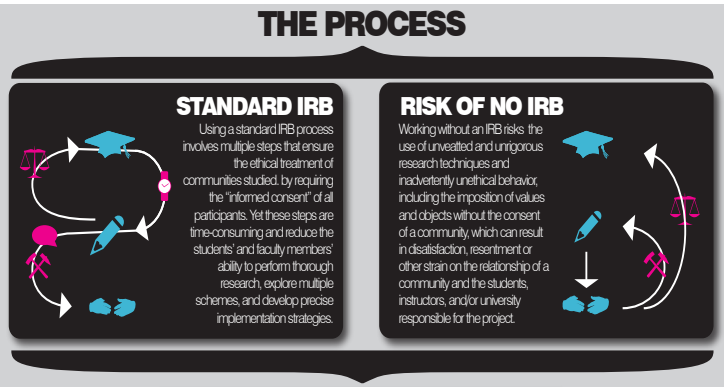 THE PROCESS
STANDARD IRB
Using a standard IRB process
involves multiple steps that ensure
the ethical treatment of
communities studied. by requiring
the “informed consent” of all
participants. Yet these steps are
time-consuming and reduce the
students’ and faculty members’
ability to perform thorough
research, explore multiple
schemes, and develop precise
implementation strategies.
RISK OF NO IRB
Working without an IRB risks the
use of unveatted and unrigorous
research techniques and
inadvertently unethical behavior,
including the imposition of values
and objects without the consent
of a community, which can result
in disatisfaction, resentment or
other strain on the relationship of a
community and the students,
instructors, and/or university
responsible for the project.